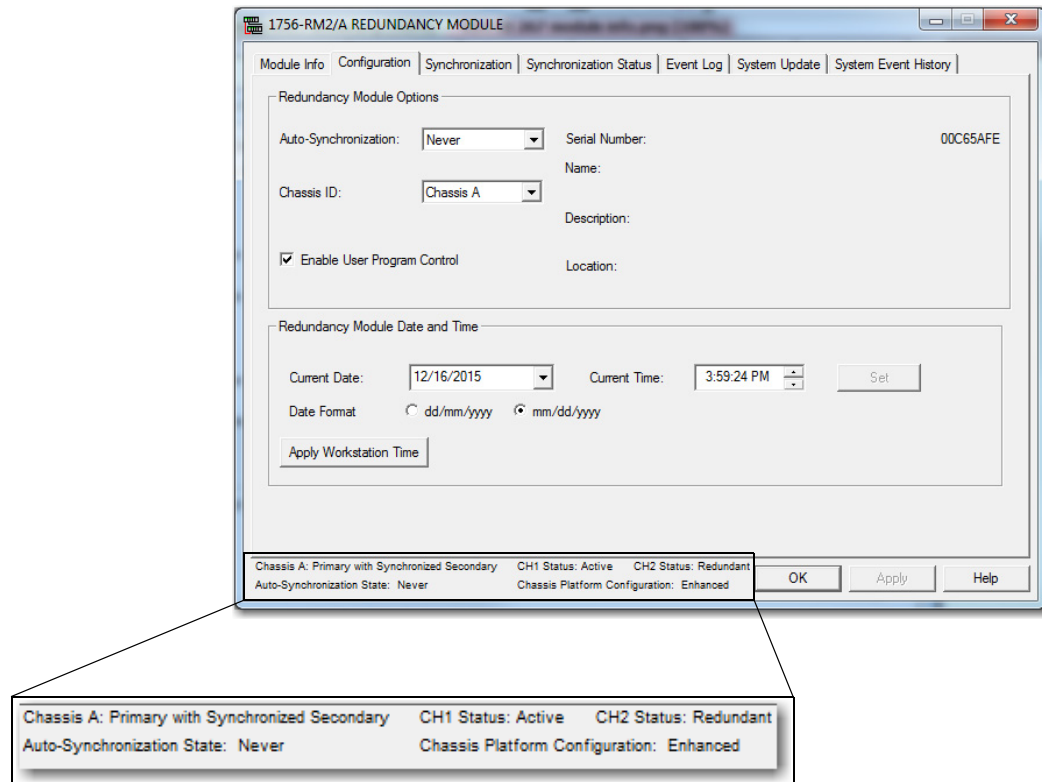 1756-RM2/A REDUNDANCY MODULE
Module Info Configuration Synchronization Synchronization Status Event Log System Update System Event History
Redundancy Module Options
Auto-Synchronization: Never Serial Number: 00C65AFE
Name:
Chassis ID: Chassis A
Description:
Enable User Program Control Location:
Redundancy Module Date and Time
Current Date: 12/16/2015 Current Time: 3:59:24 PM Set
Date Format dd/mm/yyyy mm/dd/yyyy
Apply Workstation Time
Chassis A: Primary with Synchronized Secondary CH1 Status: Active CH2 Status: Redundant
Auto-Synchronization State: Never Chassis Platform Configuration: Enhanced
OK Apply Help
Chassis A: Primary with Synchronized Secondary CH1 Status: Active CH2 Status: Redundant
Auto-Synchronization State: Never Chassis Platform Configuration: Enhanced